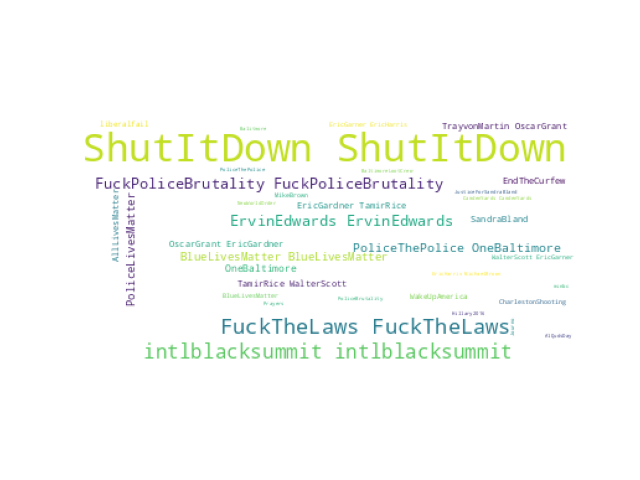 liberalfail
EricGarner EricHarris
TrayvonMartin OscarGrant
Baltimore
ShutItDown ShutItDown
PoliceThePolice
FuckPoliceBrutality FuckPoliceBrutality
EndTheCurfew
MikeBrown
JusticeForSandraBland
AllLivesMatter
PoliceLivesMatter
EricGardner TamirRice
ErvinEdwards ErvinEdwards
SandraBland
OscarGrant EricGardner
PoliceThePolice OneBaltimore
BlueLivesMatter BlueLivesMatter
WalterScott EricGarner
OneBaltimore
TamirRice WalterScott
BlueLivesMatter
PoliceBrutality
WakeUpAmerica
Prayers
CharlestonShooting
Hillary2016
FuckTheLaws FuckTheLaws
intlblacksummit intlblacksummit